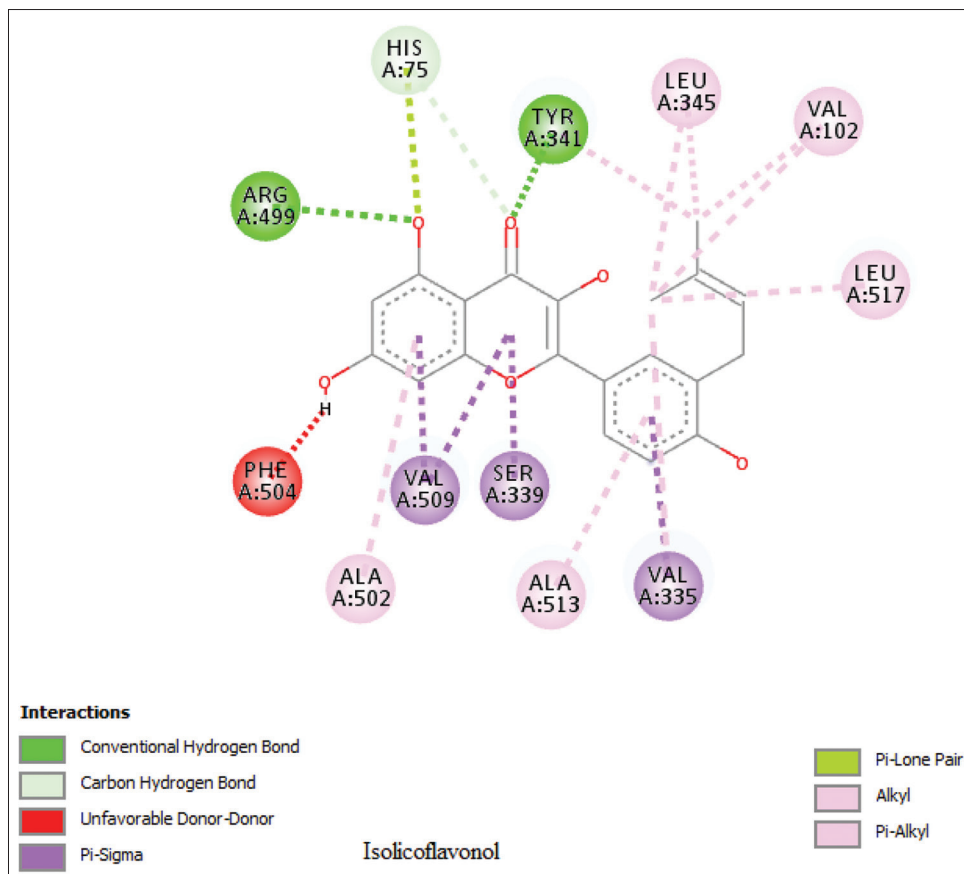 HIS
A:75
TYR
A:341
LEU
A:345
VAL
A:102
ARG
A:499
LEU
A:517
O
O
O
O
H
O
O
PHE
A:504
VAL
A:509
SER
A:339
ALA
A:502
ALA
A:513
VAL
A:335
Interactions
Conventional Hydrogen Bond
Carbon Hydrogen Bond
Unfavorable Donor-Donor
Pi-Sigma
Pi-Lone Pair
Alkyl
Pi-Alkyl
Isolicoflavonol